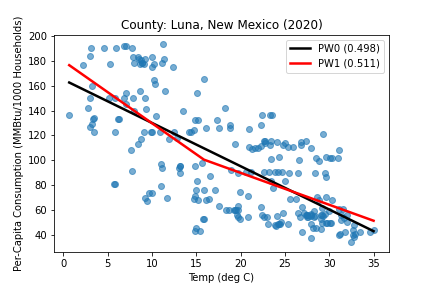 County: Luna, New Mexico (2020)
Per-Capita Consumption (MMBtu/1000 Households)
200
180
160
140
120
100
80
60
40
PW0 (0.498)
PW1 (0.511)
0 5 10 15 20 25 30 35
Temp (deg C)